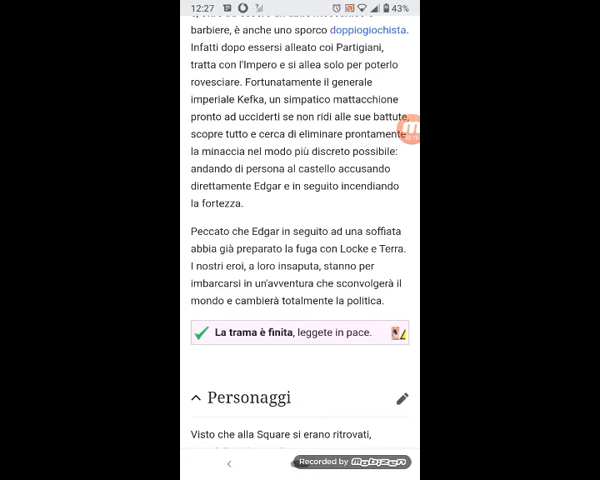 12:27
43%
barbiere, è anche uno sporco doppiogiochista.
Infatti dopo essersi alleato coi Partigiani,
tratta con l'Impero e si allea solo per poterlo
rovesciare. Fortunatamente il generale
imperiale Kefka, un simpatico mattacchione
pronto ad ucciderti se non ridi alle sue battute,
scopre tutto e cerca di eliminare prontamente
la minaccia nel modo più discreto possibile:
andando di persona al castello accusando
direttamente Edgar e in seguito incendiando
la fortezza.
Peccato che Edgar in seguito ad una soffiata
abbia già preparato la fuga con Locke e Terra.
I nostri eroi, a loro insaputa, stanno per
imbarcarsi in un'avventura che sconvolgerà il
mondo e cambierà totalmente la politica.
La trama è finita, leggete in pace.
Personaggi
Visto che alla Square si erano ritrovati,
Recorded by mobizen